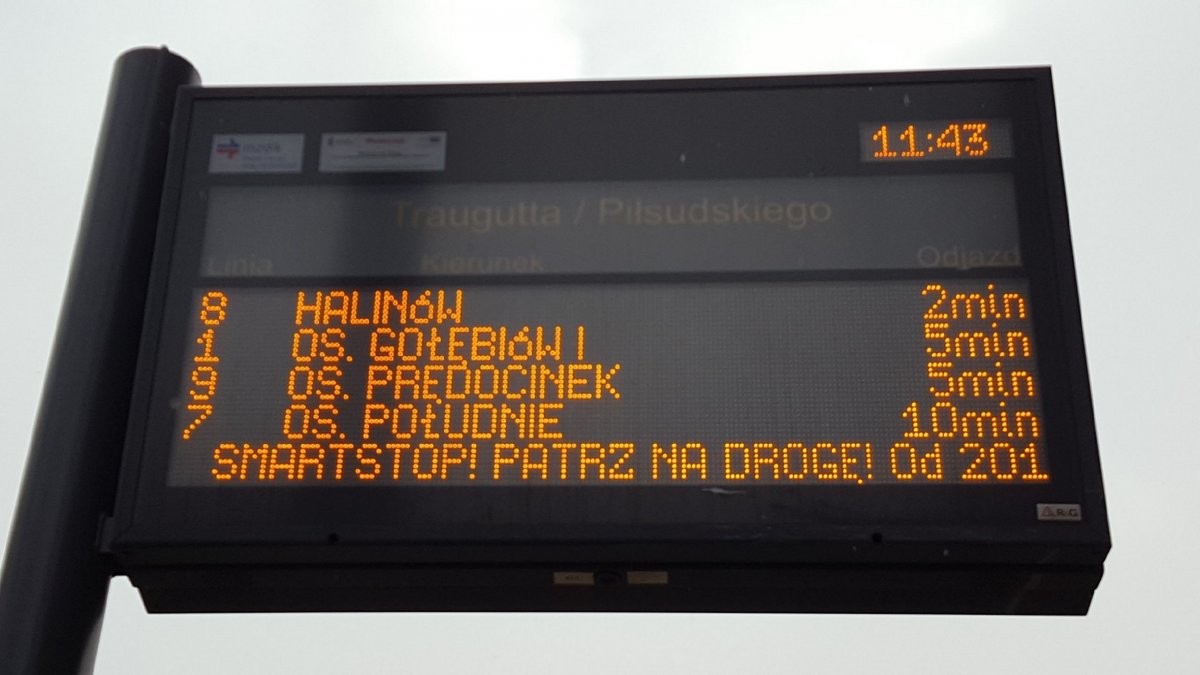 mzdik
11:43
Traugutta / Piłsudskiego
Linia Kierunek Odjazd
8 HALINóW 2min
1 OS. GOŁĘBIóW I 5min
9 OS. PRĘDOCINEK 5min
7 OS. POŁUDNIE 10min
SMARTSTOP! PATRZ NA DROGĘ! Od 201
R&G